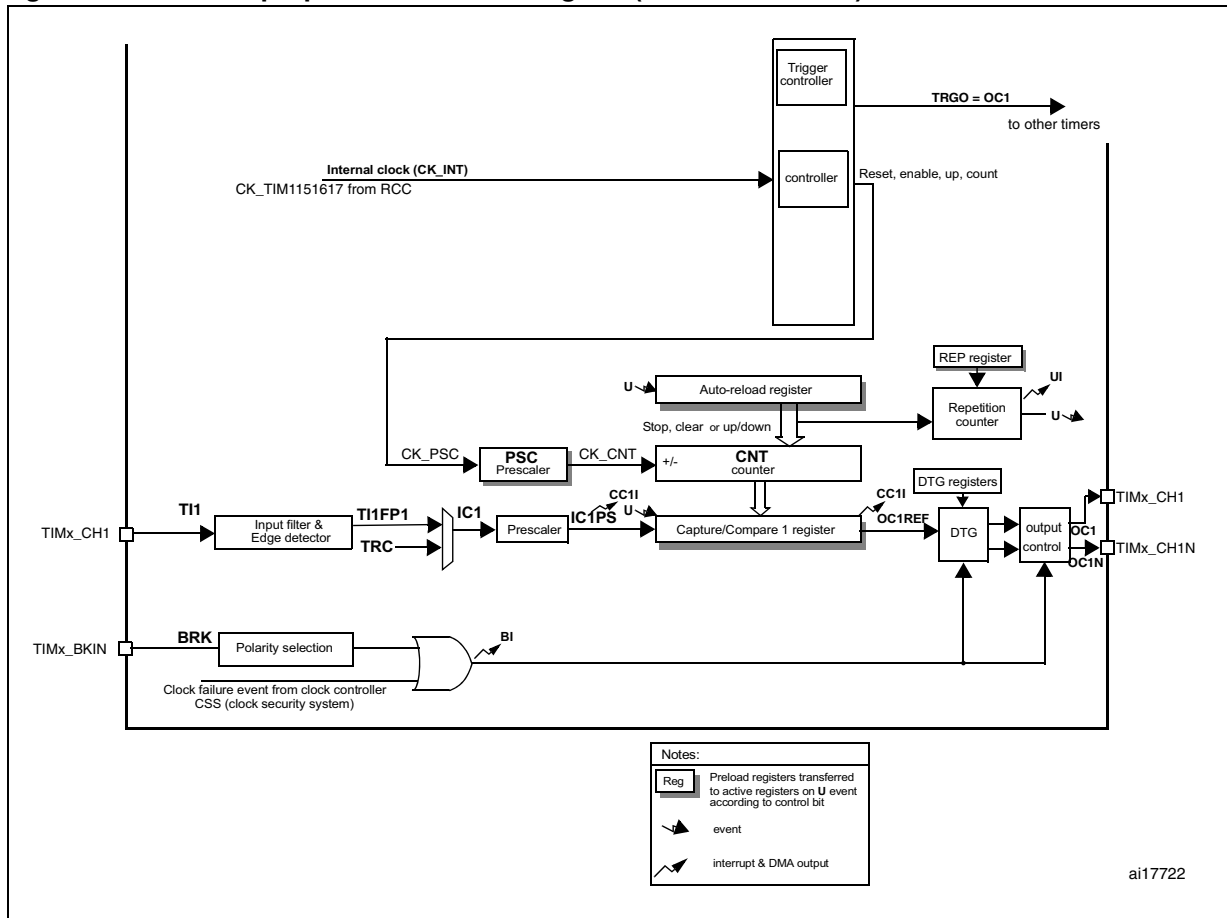 Trigger
controller
TRGO = OC1
to other timers
Internal clock (CK_INT)
CK_TIM1151617 from RCC
controller
Reset, enable, up, count
REP register
UI
U
Auto-reload register
Repetition
counter
U
Stop, clear or up/down
CK_PSC
PSC
Prescaler
CK_CNT
+/-
CNT
counter
DTG registers
CC1I
U
CC1I
TIMx_CH1
TI1
Input filter &
Edge detector
TI1FP1
TRC
IC1
Prescaler
IC1PS
Capture/Compare 1 register
OC1REF
DTG
output
control
OC1
OC1N
TIMx_CH1
TIMx_CH1N
TIMx_BKIN
BRK
Polarity selection
BI
Clock failure event from clock controller
CSS (clock security system)
Notes:
Reg
Preload registers transferred
to active registers on U event
according to control bit
event
interrupt & DMA output
ai17722